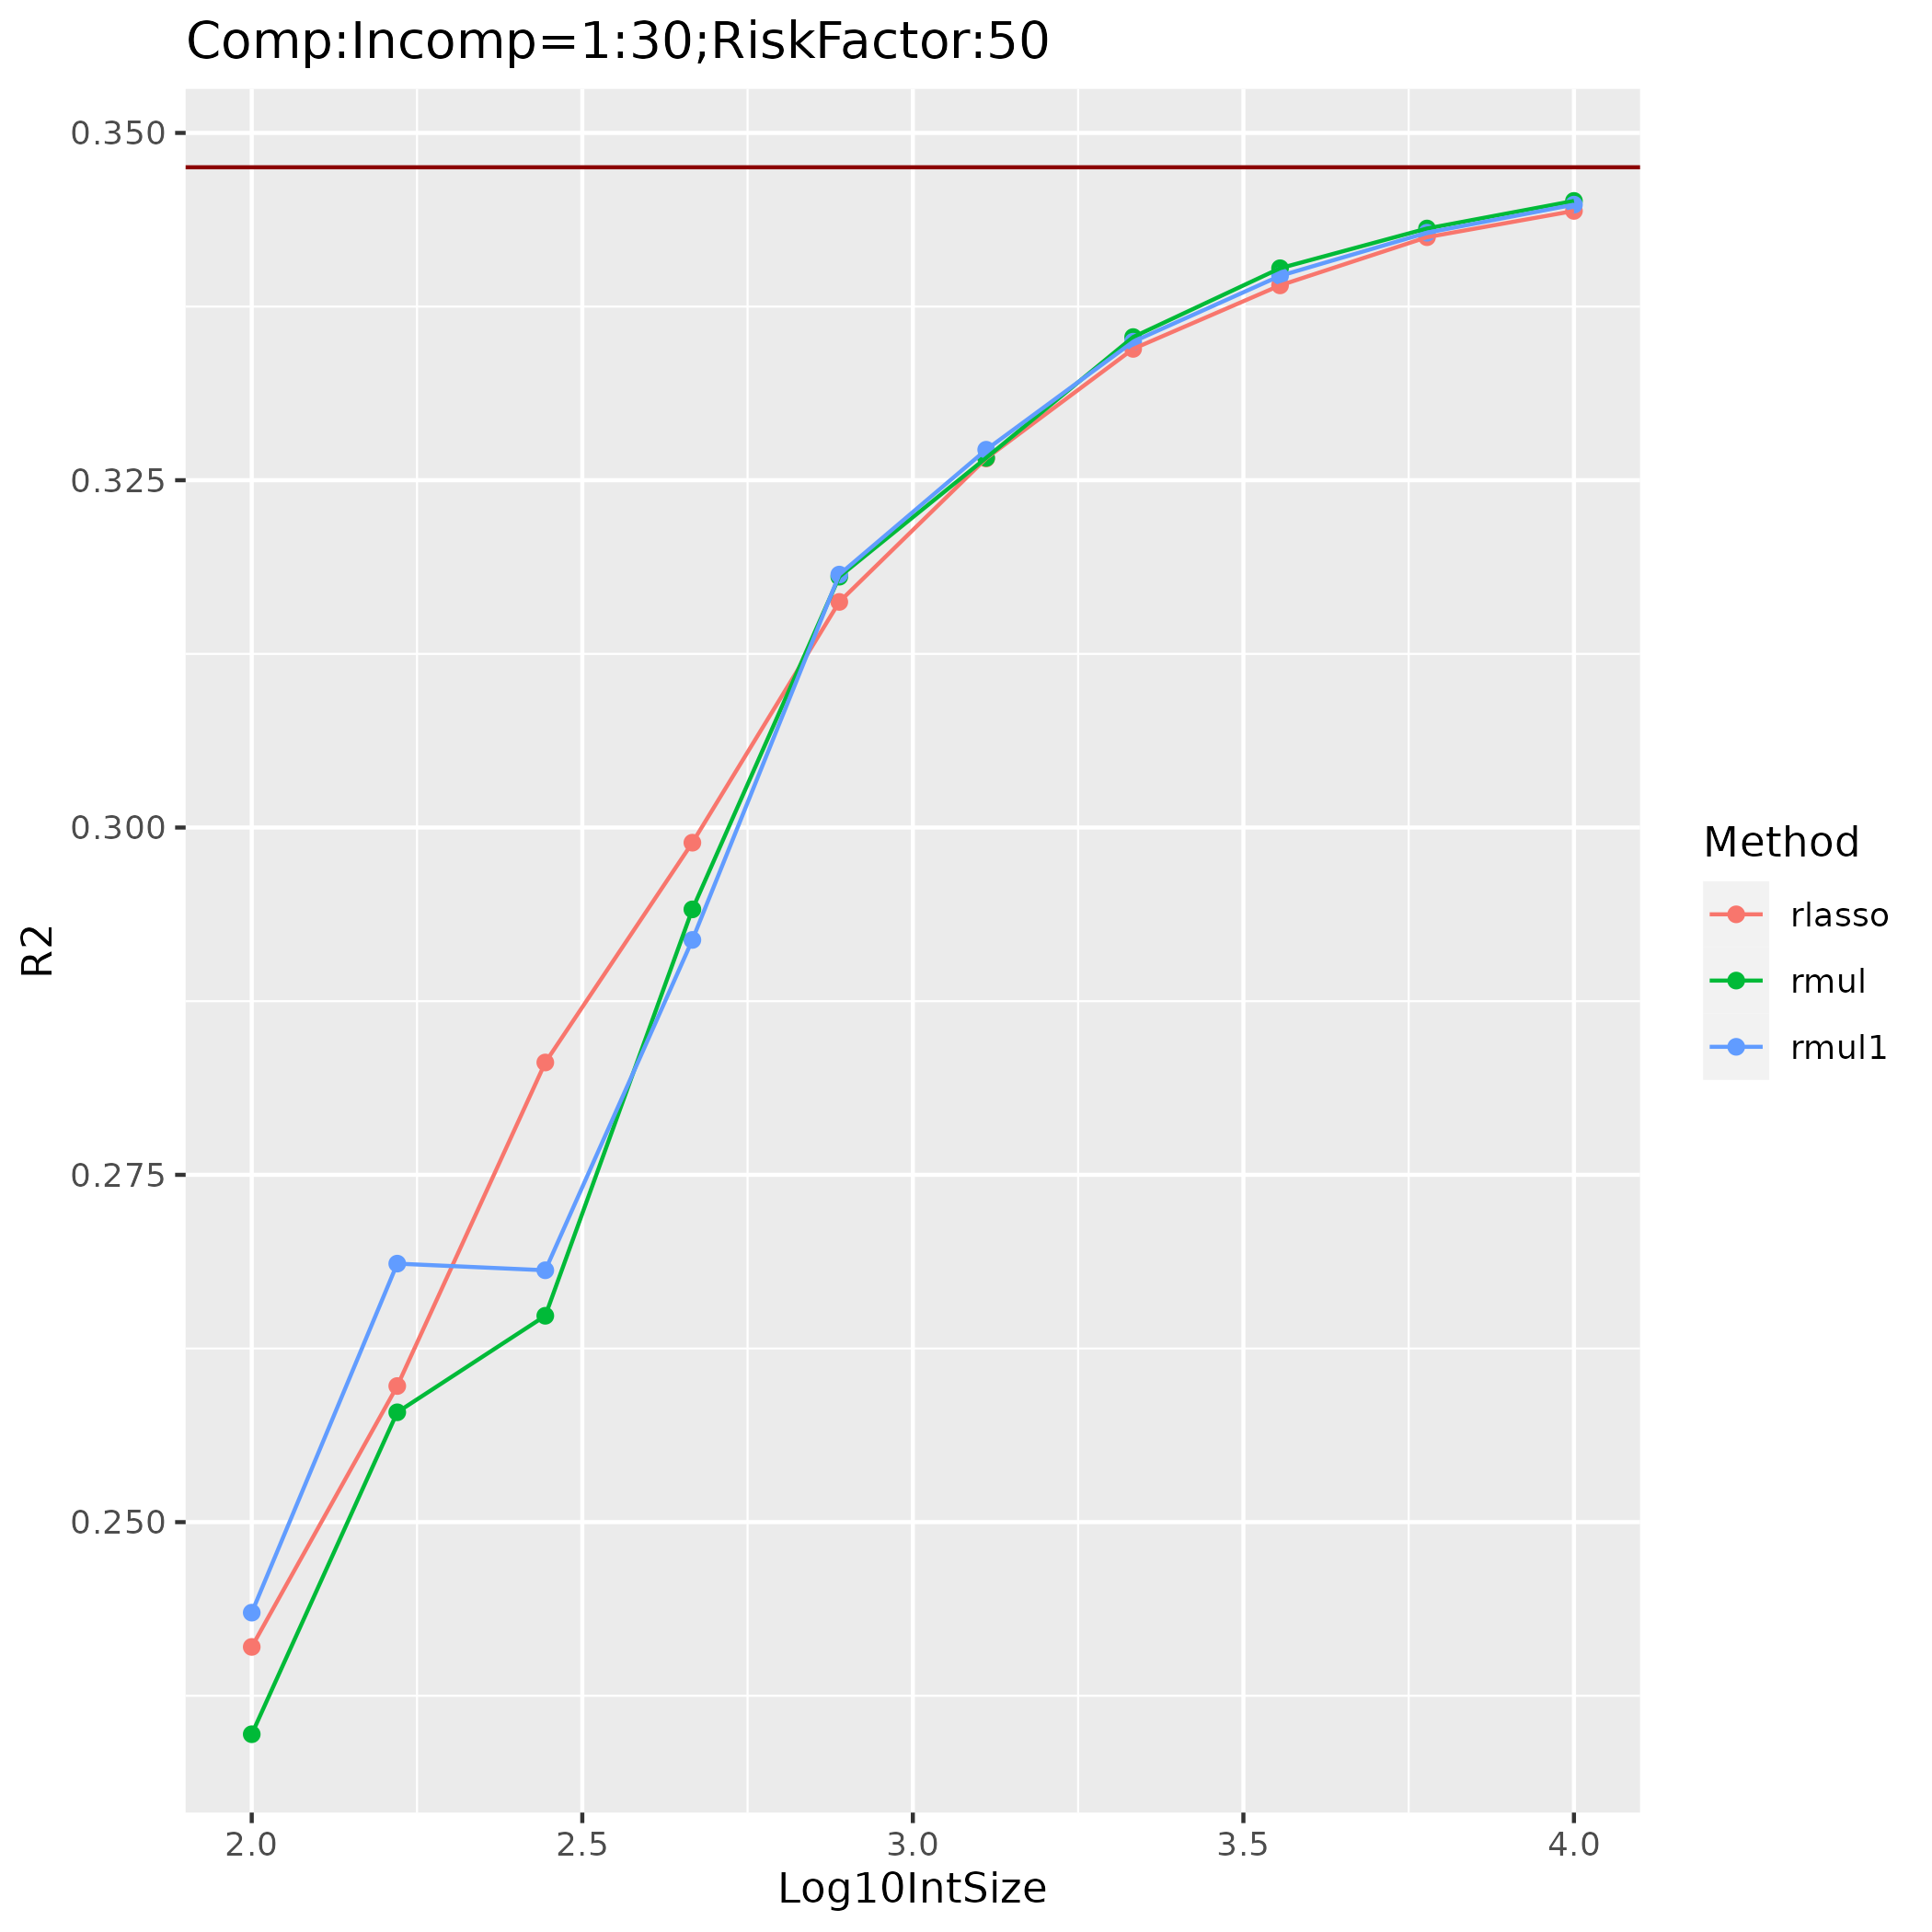 Comp:Incomp=1:30;RiskFactor:50
0.350
0.325
0.300
0.275
0.250
R2
2.0 2.5 3.0 3.5 4.0
Log10IntSize
Method
rlasso
rmul
rmul1